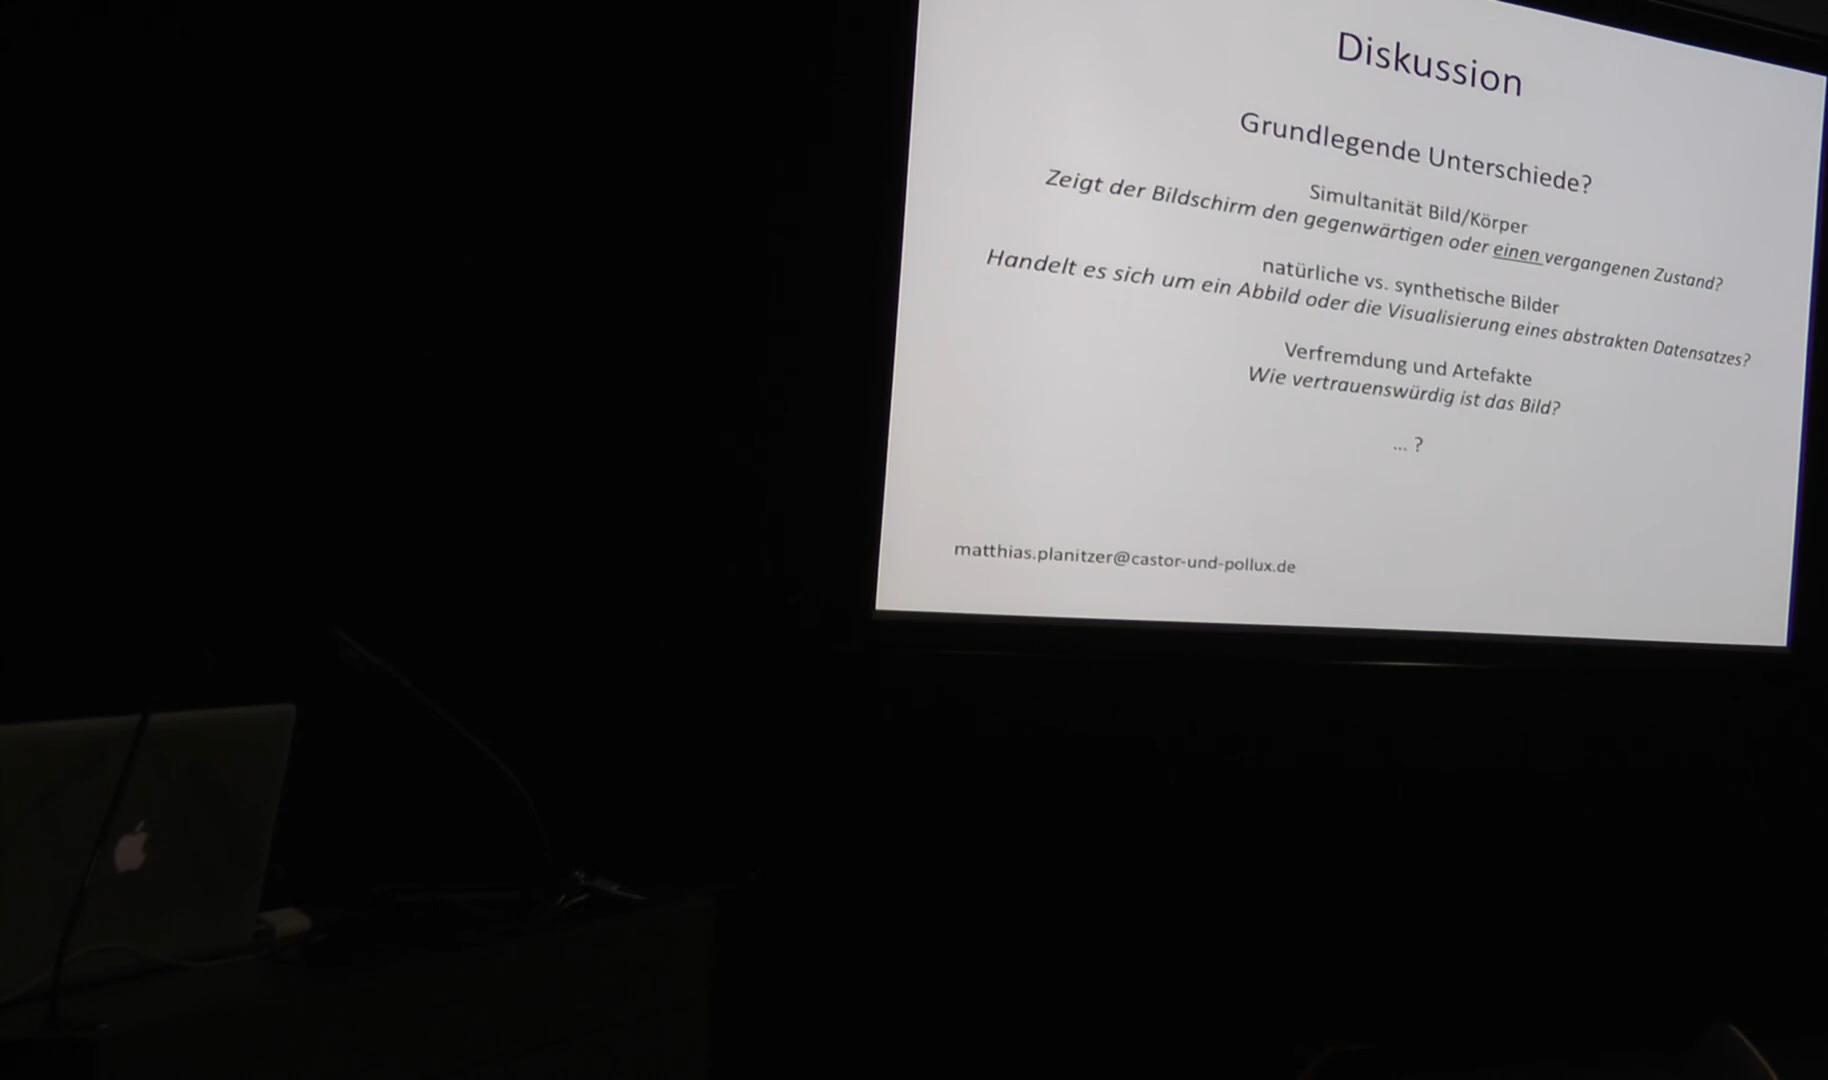 Diskussion
Grundlegende Unterschiede?
Simultanität Bild/Körper
Zeigt der Bildschirm den gegenwärtigen oder einen vergangenen Zustand?
natürliche vs. synthetische Bilder
Handelt es sich um ein Abbild oder die Visualisierung eines abstrakten Datensatzes?
Verfremdung und Artefakte
Wie vertrauenswürdig ist das Bild?
... ?
matthias.planitzer@castor-und-pollux.de